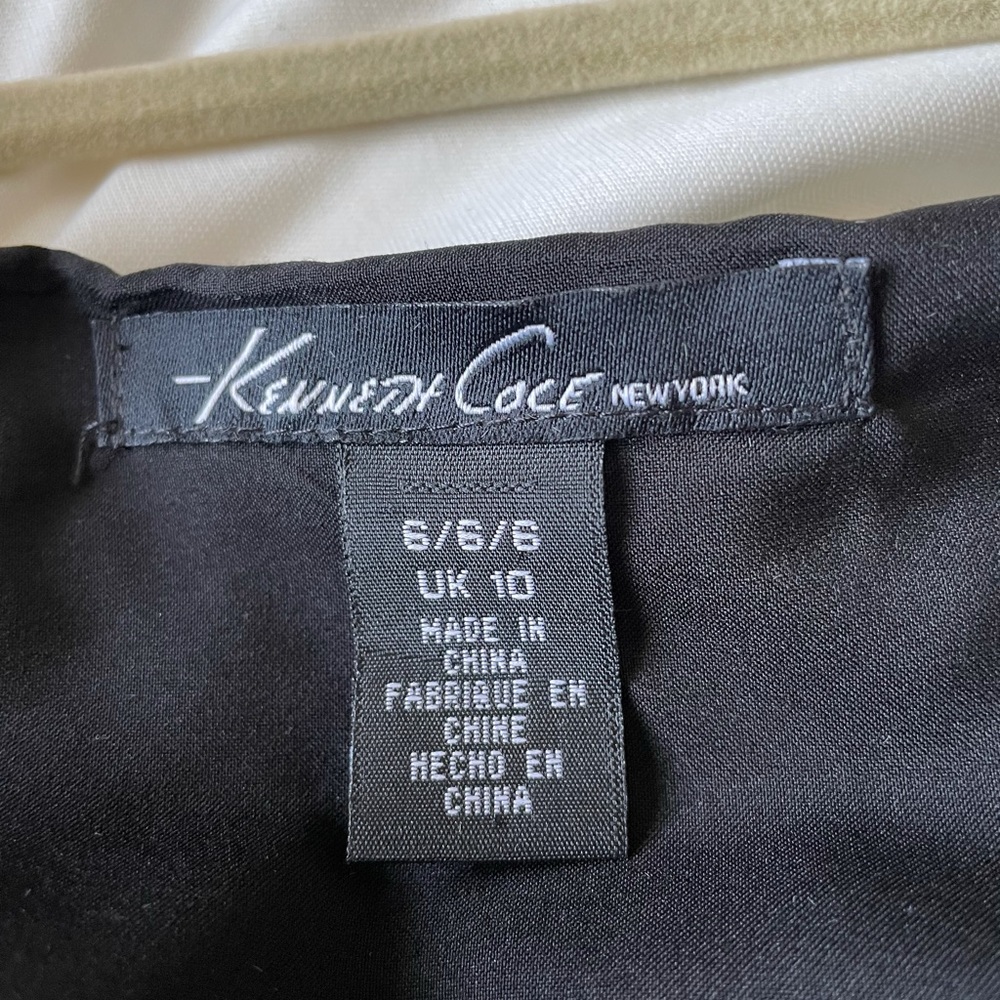 -Kenneth Cole NEW YORK
6/6/6
UK 10
MADE IN
CHINA
FABRIQUE EN
CHINE
HECHO EN
CHINA